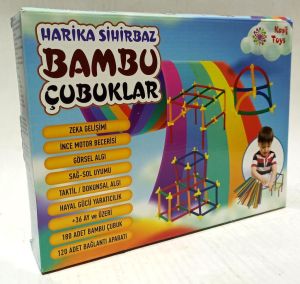 HARİKA SİHİRBAZ
BAMBU
ÇUBUKLAR
Toys
ZEKA GELİŞİMİ
İNCE MOTOR BECERİSİ
GÖRSEL ALGI
SAĞ-SOL UYUMU
TAKTİL / DOKUNSAL ALGI
HAYAL GÜCÜ YARATICILIK
+36 AY ve ÜZERİ
180 ADET BAMBU ÇUBUK
120 ADET BAĞLANTI APARATI